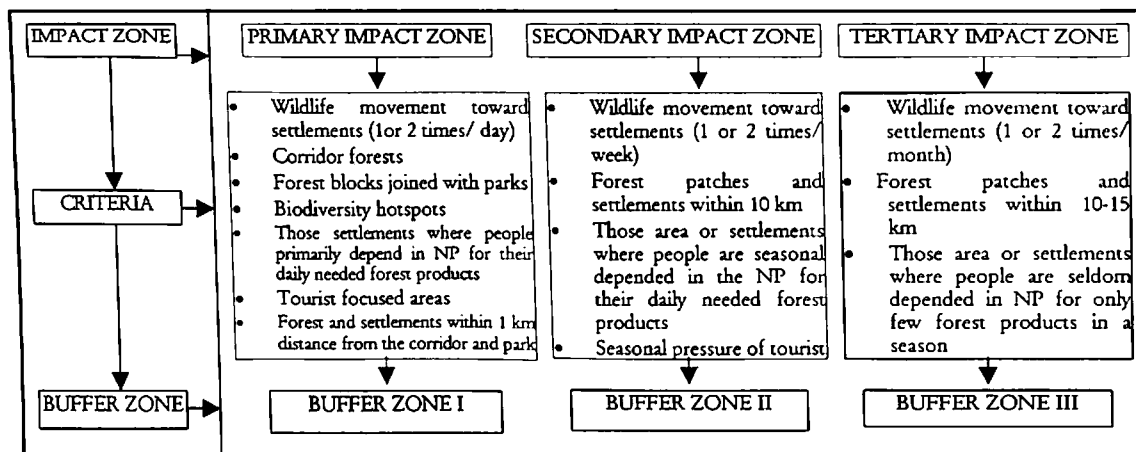 IMPACT ZONE
CRITERIA
BUFFER ZONE
PRIMARY IMPACT ZONE
• Wildlife movement toward
settlements (1or 2 times/ day)
• Corridor forests
• Forest blocks joined with parks
• Biodiversity hotspots
• Those settlements where people
primarily depend in NP for their
daily needed forest products
• Tourist focused areas
• Forest and settlements within 1 km
distance from the corridor and park
BUFFER ZONE I
SECONDARY IMPACT ZONE
• Wildlife movement toward
settlements (1 or 2 times/
week)
• Forest patches and
settlements within 10 km
• Those area or settlements
where people are seasonal
depended in the NP for
their daily needed forest
products
• Seasonal pressure of tourist
BUFFER ZONE II
TERTIARY IMPACT ZONE
• Wildlife movement toward
settlements (1 or 2 times/
month)
• Forest patches and
settlements within 10-15
km
• Those area or settlements
where people are seldom
depended in NP for only
few forest products in a
season
BUFFER ZONE III